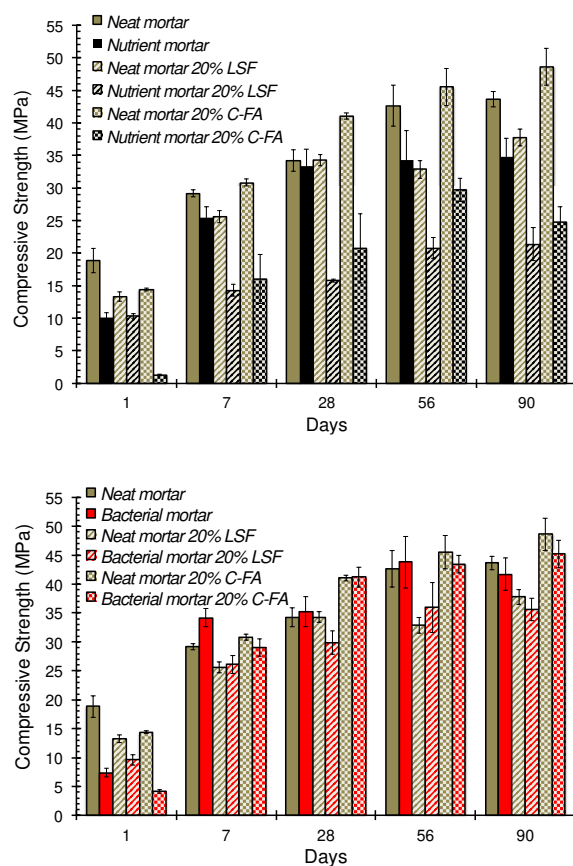 Neat mortar
Nutrient mortar
Neat mortar 20% LSF
Nutrient mortar 20% LSF
Neat mortar 20% C-FA
Nutrient mortar 20% C-FA
Compressive Strength (MPa)
55
50
45
40
35
30
25
20
15
10
5
0
1 7 28 56 90
Days
Neat mortar
Bacterial mortar
Neat mortar 20% LSF
Bacterial mortar 20% LSF
Neat mortar 20% C-FA
Bacterial mortar 20% C-FA
Compressive Strength (MPa)
55
50
45
40
35
30
25
20
15
10
5
0
1 7 28 56 90
Days